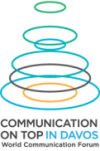 COMMUNICATION
ON TOP IN DAVOS
World Communication Forum